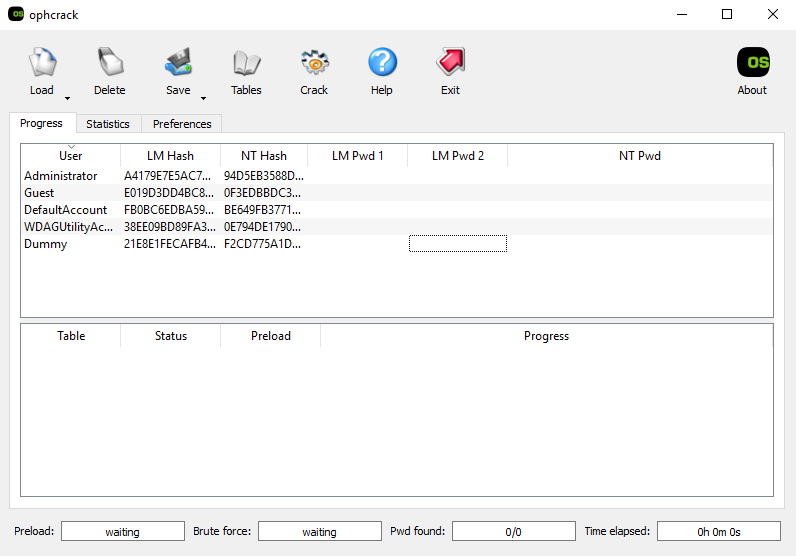 ophcrack
Load Delete Save Tables Crack Help Exit OS About
Progress Statistics Preferences
User LM Hash NT Hash LM Pwd 1 LM Pwd 2 NT Pwd
Administrator A4179E7E5AC7... 94D5EB3588D...
Guest E019D3DD4BC8... 0F3EDBBDC3...
DefaultAccount FB0BC6EDBA59... BE649FB3771...
WDAGUtilityAc... 38EE09BD89FA3... 0E794DE1790...
Dummy 21E8E1FECAFB4... F2CD775A1D...
Table Status Preload Progress
Preload: waiting Brute force: waiting Pwd found: 0/0 Time elapsed: 0h 0m 0s